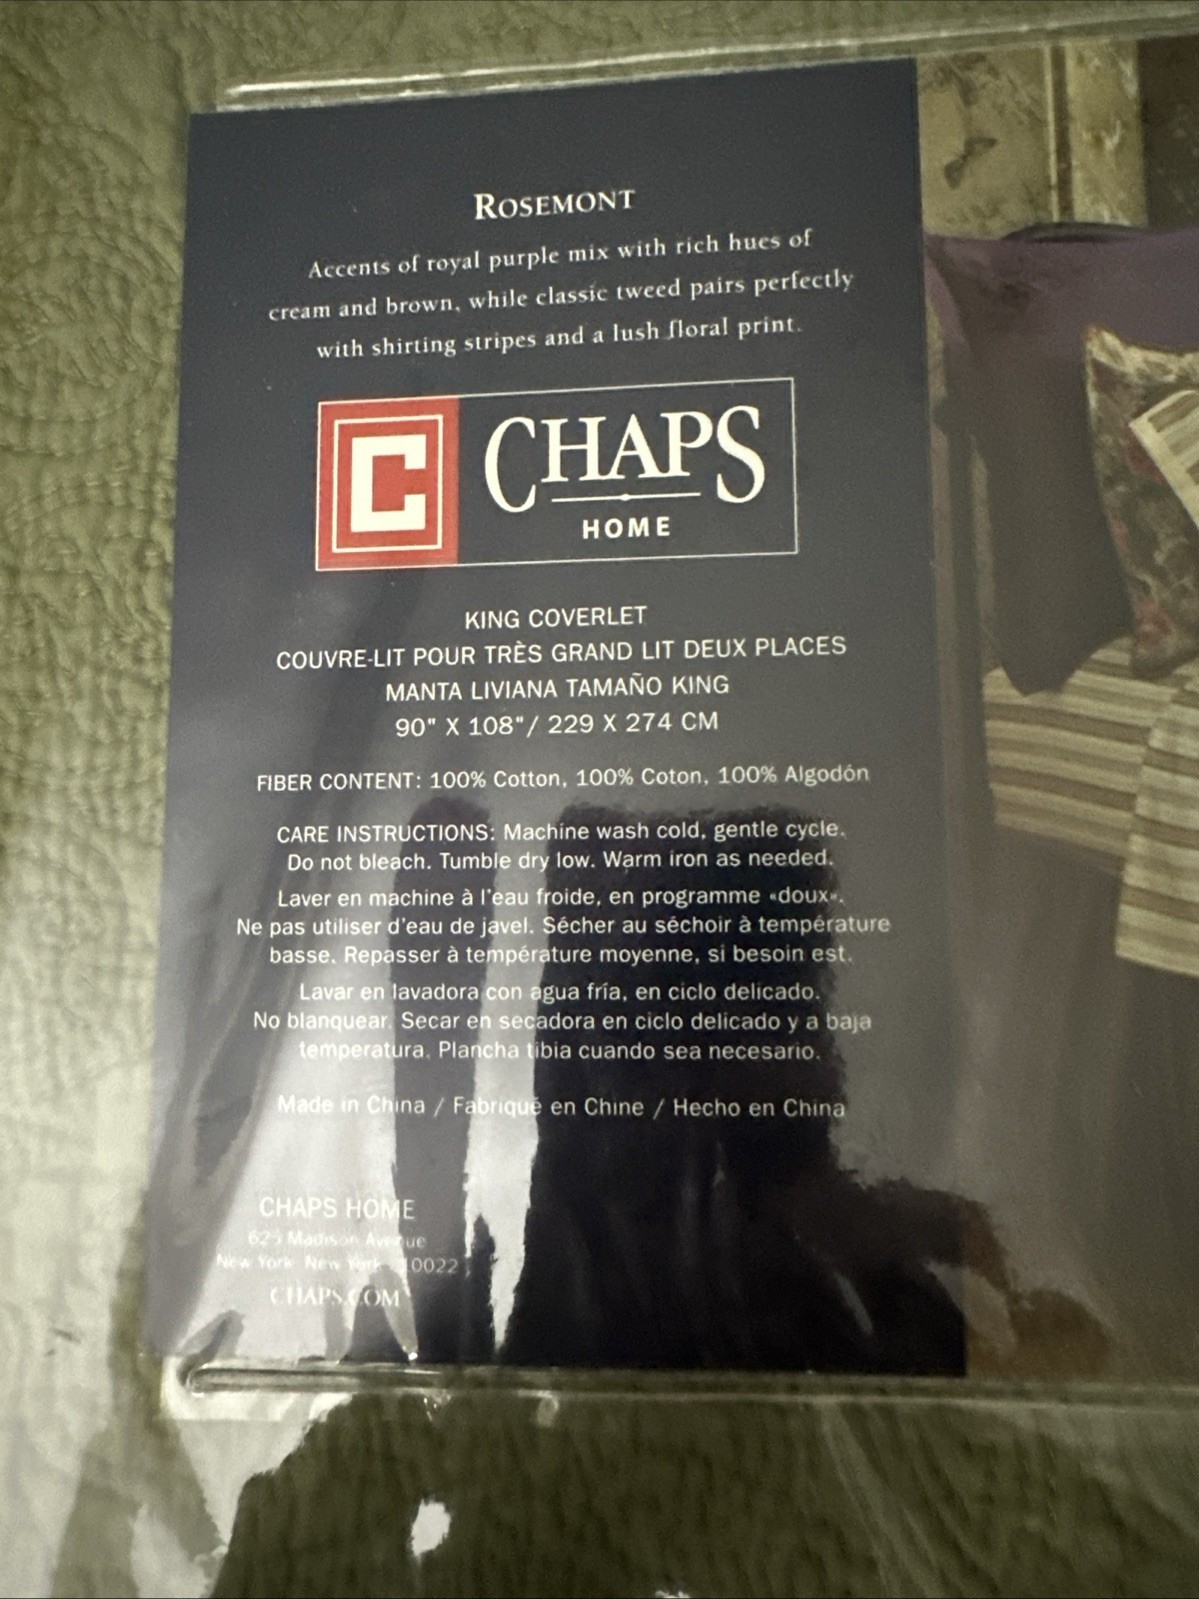 ROSEMONT
Accents of royal purple mix with rich hues of
cream and brown, while classic tweed pairs perfectly
with shirting stripes and a lush floral print.
C CHAPS
HOME
KING COVERLET
COUVRE-LIT POUR TRÈS GRAND LIT DEUX PLACES
MANTA LIVIANA TAMAÑO KING
90" X 108"/ 229 X 274 CM
FIBER CONTENT: 100% Cotton, 100% Coton, 100% Algodón
CARE INSTRUCTIONS: Machine wash cold, gentle cycle.
Do not bleach. Tumble dry low. Warm iron as needed.
Laver en machine à l'eau froide, en programme «doux».
Ne pas utiliser d'eau de javel. Sécher au séchoir à température
basse. Repasser à température moyenne, si besoin est.
Lavar en lavadora con agua fría, en ciclo delicado.
No blanquear. Secar en secadora en ciclo delicado y a baja
temperatura. Plancha tibia cuando sea necesario.
Made in China / Fabriqué en Chine / Hecho en China
CHAPS HOME
625 Madison Avenue
New York, New York 10022
CHAPS.COM